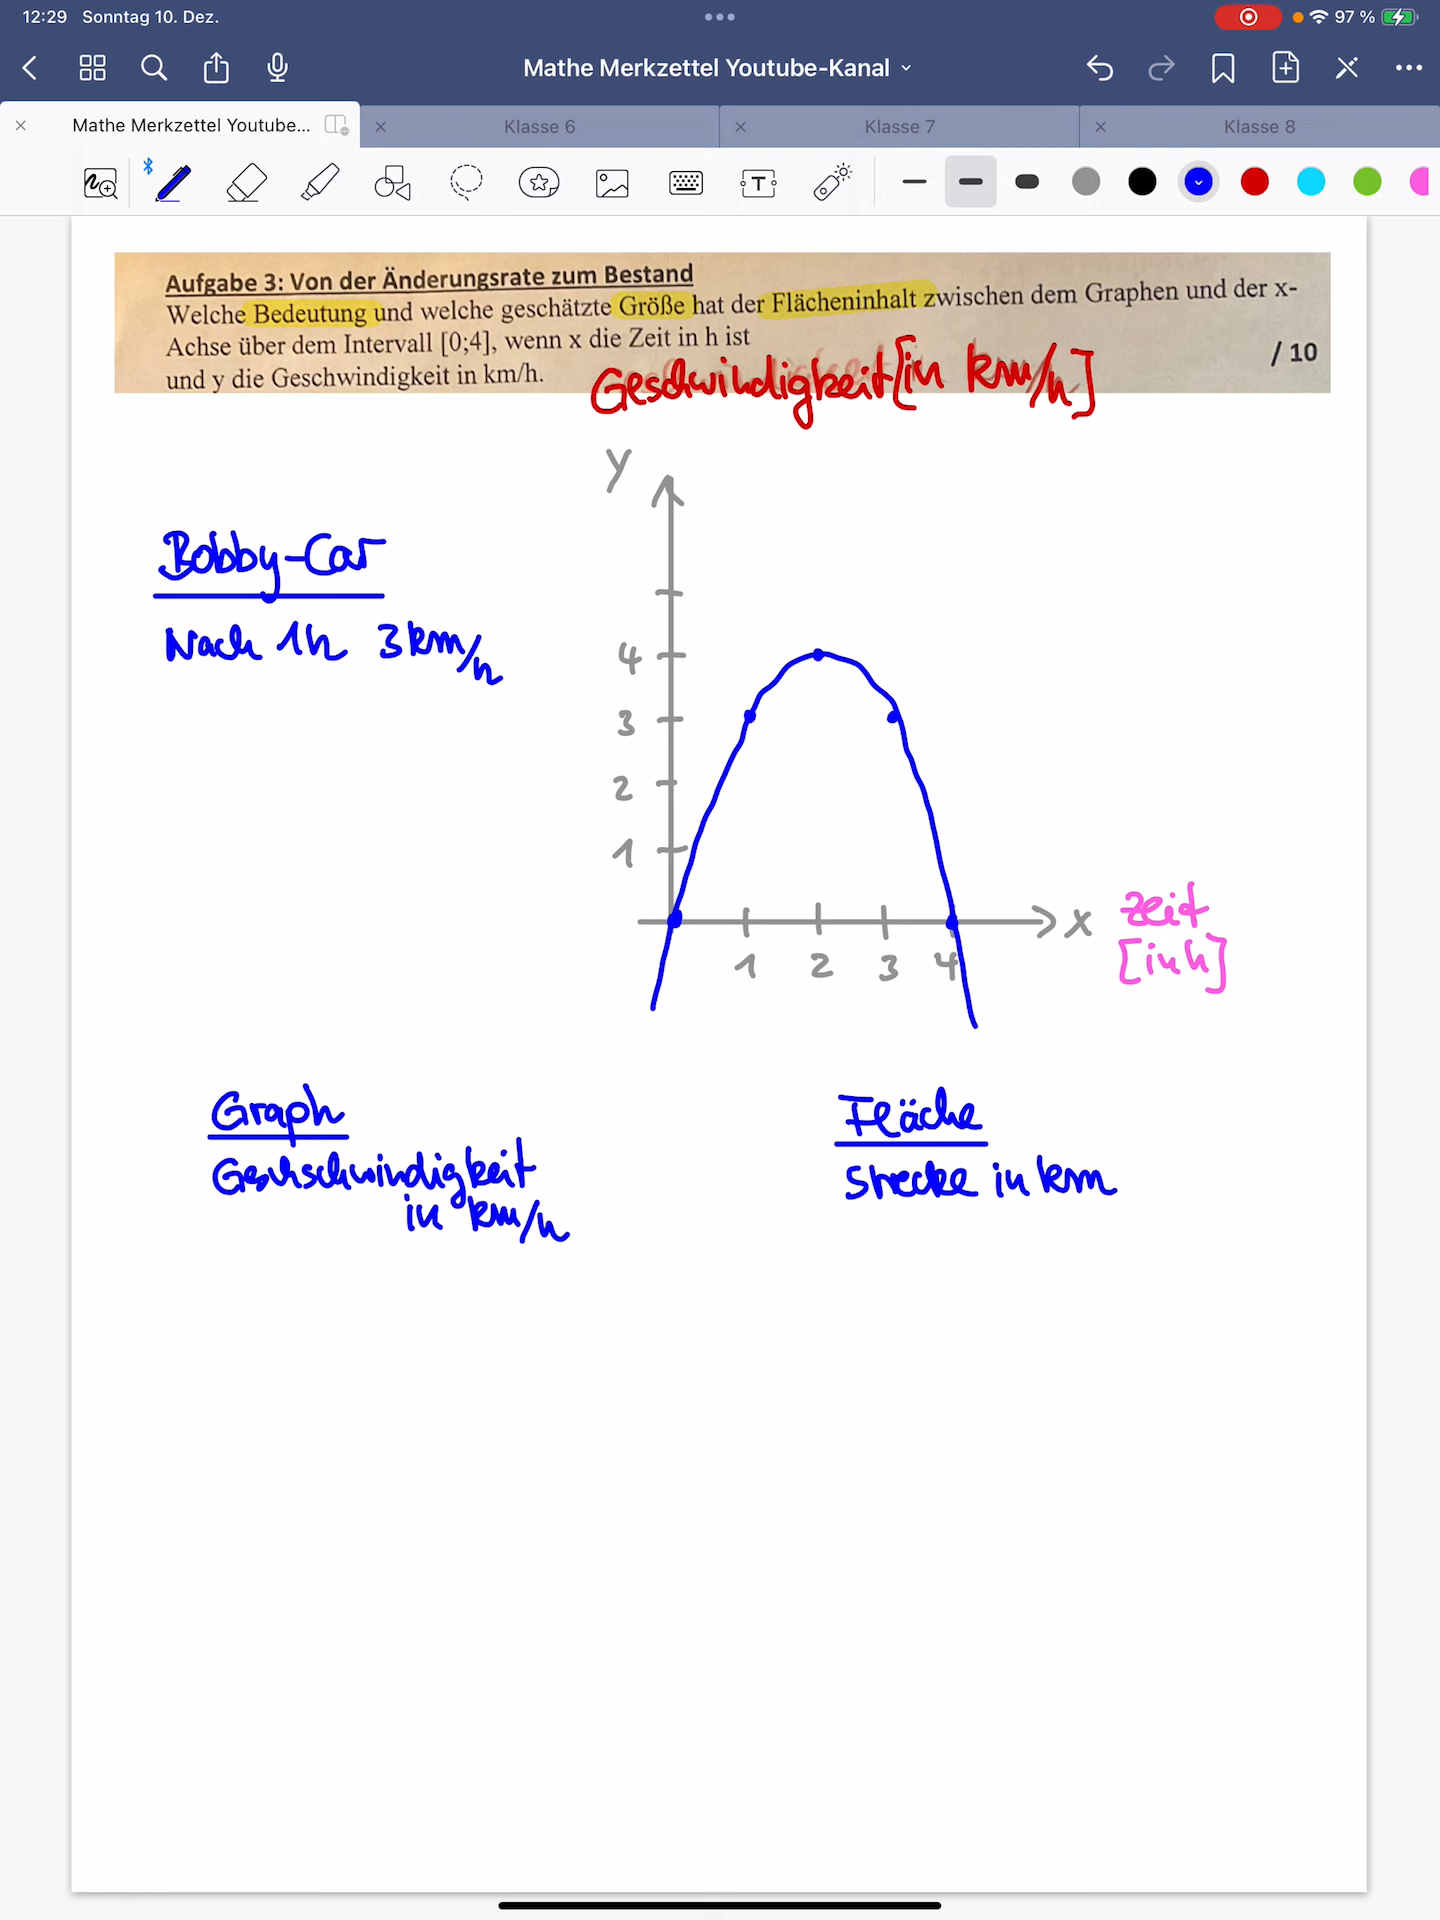 12:29 Sonntag 10. Dez.
97 %
Mathe Merkzettel Youtube-Kanal
Mathe Merkzettel Youtube...
Klasse 6
Klasse 7
Klasse 8
T
Aufgabe 3: Von der Änderungsrate zum Bestand
Welche Bedeutung und welche geschätzte Größe hat der Flächeninhalt zwischen dem Graphen und der x-
Achse über dem Intervall [0;4], wenn x die Zeit in h ist
und y die Geschwindigkeit in km/h.
/ 10
Geschwindigkeit [in km/h]
y
Bobby-Car
Nach 1h 3km/h
4
3
2
1
x
Zeit
[in h]
1 2 3 4
Graph
Geschschwindigkeit
in km/h
Fläche
Strecke in km